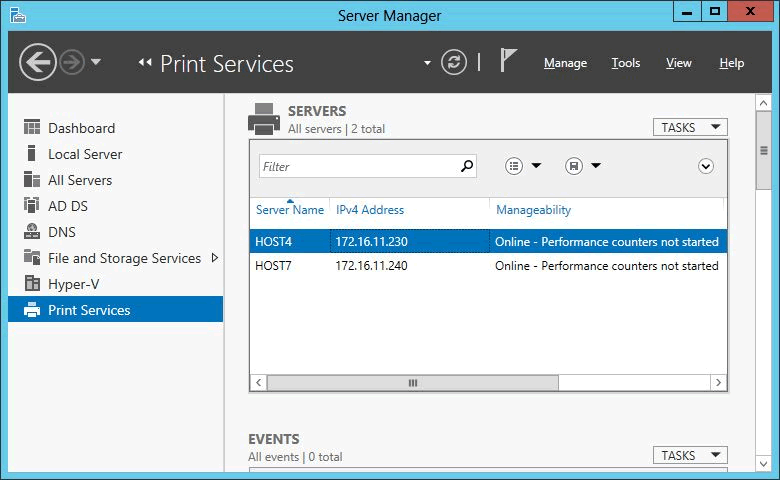 Server Manager
Print Services
Manage Tools View Help
Dashboard
Local Server
All Servers
AD DS
DNS
File and Storage Services
Hyper-V
Print Services
SERVERS
All servers | 2 total
TASKS
Filter
Server Name IPv4 Address Manageability
HOST4 172.16.11.230 Online - Performance counters not started
HOST7 172.16.11.240 Online - Performance counters not started
EVENTS
All events | 0 total
TASKS